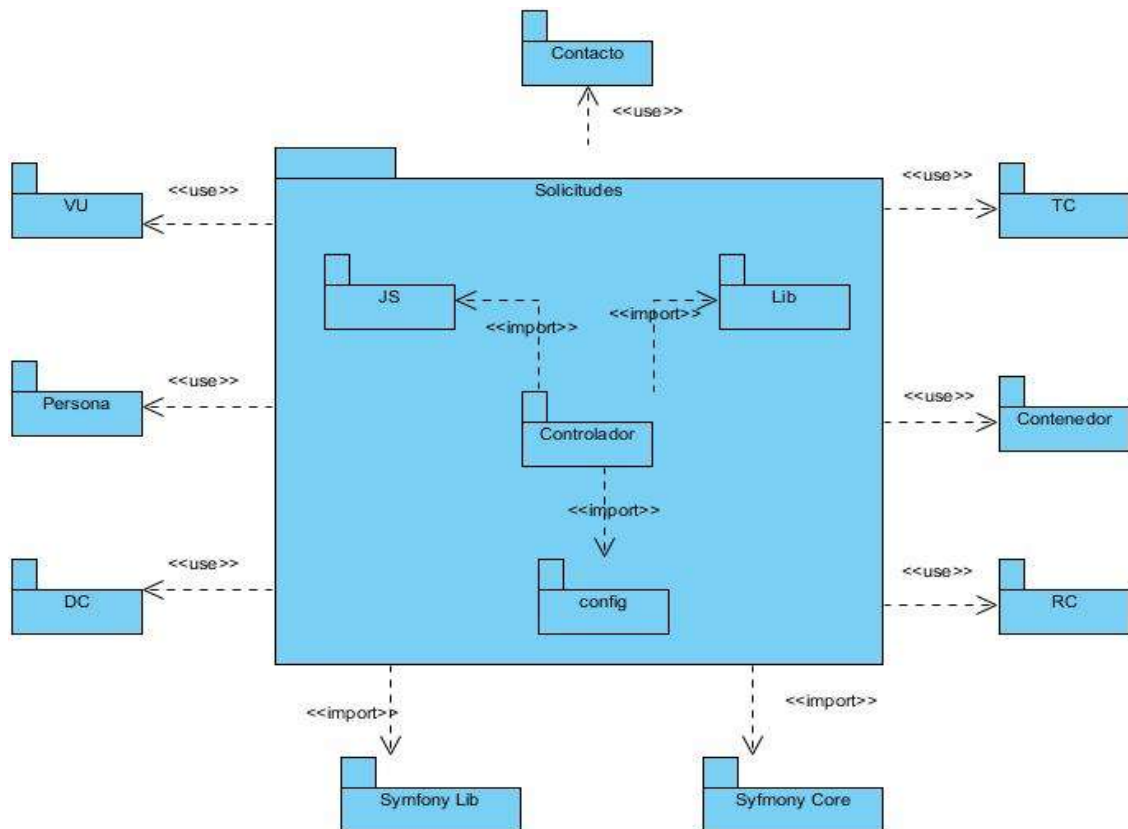 Contacto
<<use>>
<<use>>
<<use>>
VU
Solicitudes
TC
JS
Lib
<<import>>
<<import>>
<<use>>
<<use>>
Persona
Controlador
Contenedor
<<import>>
<<use>>
<<use>>
DC
config
RC
<<import>>
<<import>>
Symfony Lib
Syfmony Core